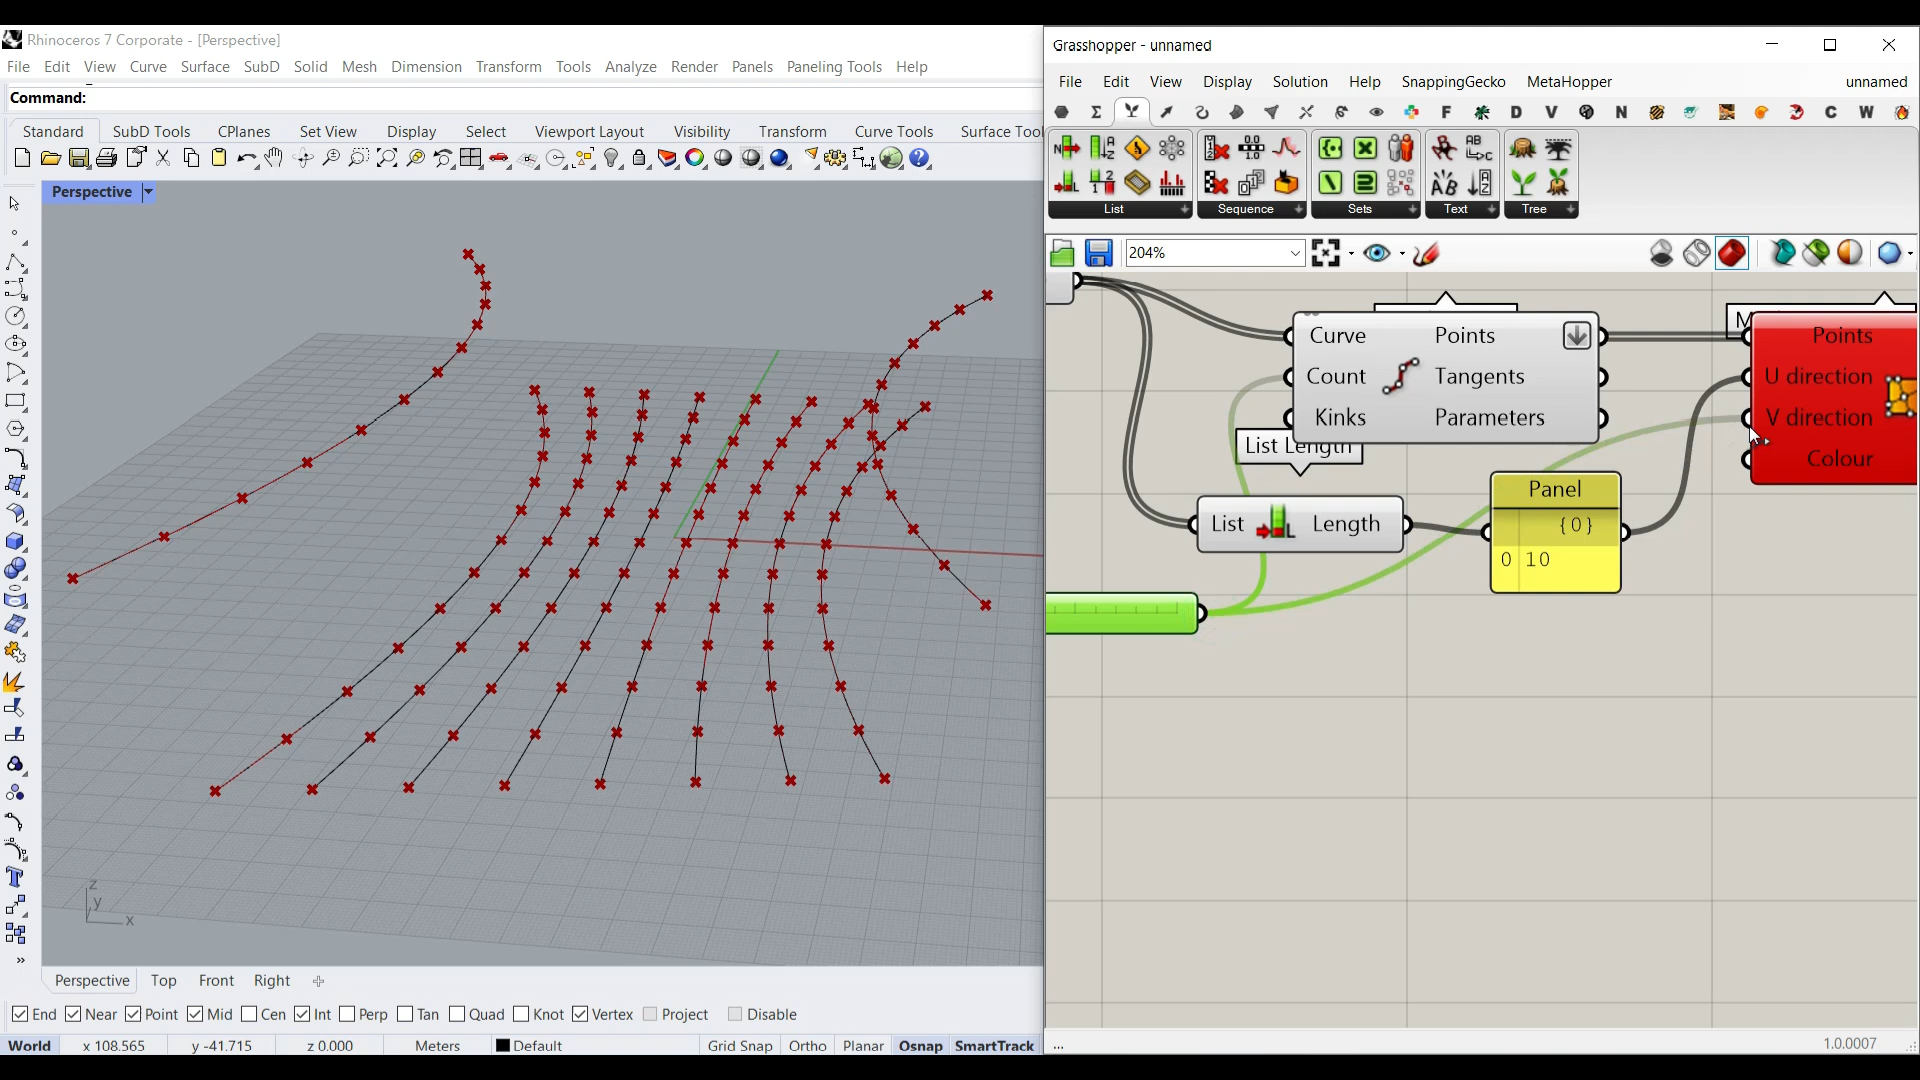 Rhinoceros 7 Corporate - [Perspective]
File Edit View Curve Surface SubD Solid Mesh Dimension Transform Tools Analyze Render Panels Paneling Tools Help
Command:
Standard SubD Tools CPlanes Set View Display Select Viewport Layout Visibility Transform Curve Tools Surface Tool
Perspective
z
y
x
Perspective Top Front Right
End Near Point Mid Cen Int Perp Tan Quad Knot Vertex Project Disable
World x 108.565 y -41.715 z 0.000 Meters Default Grid Snap Ortho Planar Osnap SmartTrack
Grasshopper - unnamed
File Edit View Display Solution Help SnappingGecko MetaHopper unnamed
F D V N C W
List Sequence Sets Text Tree
204%
Curve Points
Count Tangents
Kinks Parameters
List Length
List Length
Panel
{0}
0 10
M
Points
U direction
V direction
Colour
... 1.0.0007